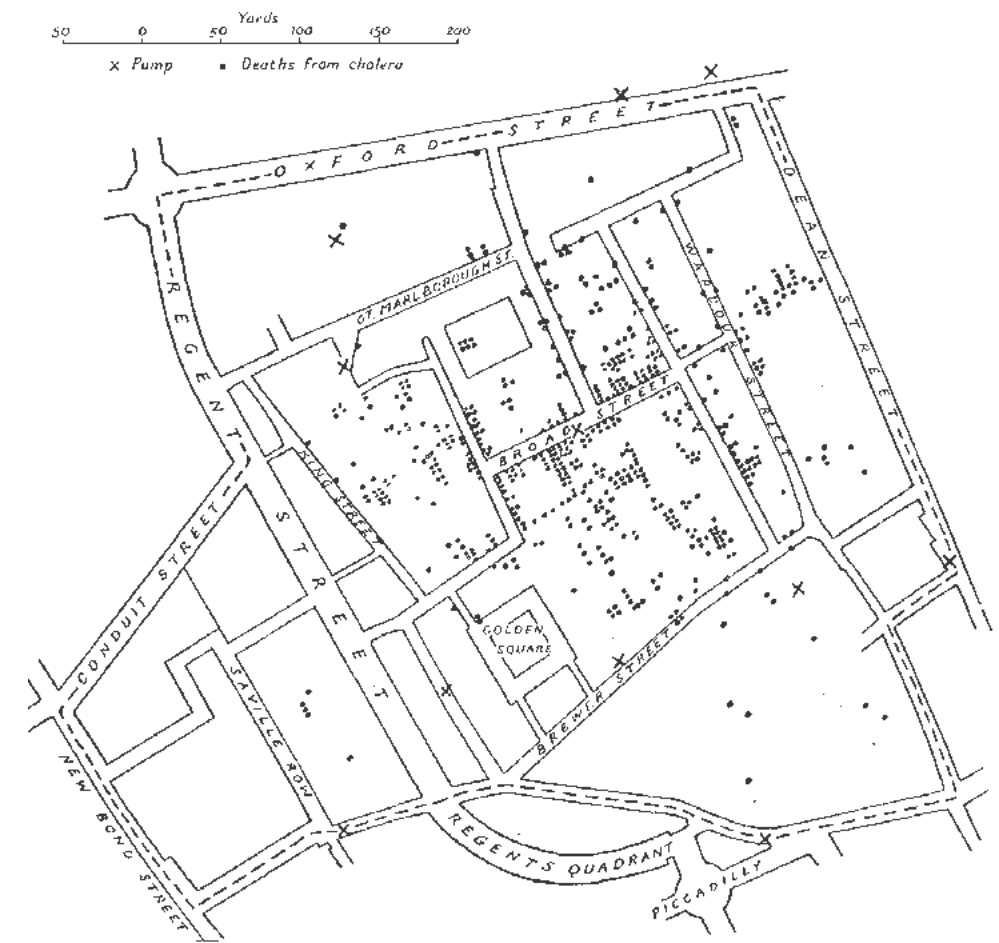 Yards
50 0 50 100 150 200
× Pump ▪ Deaths from cholera
OXFORD STREET
DEAN STREET
REGENT STREET
WARDOUR STREET
GT. MARLBOROUGH ST.
BROAD STREET
KING STREET
CONDUIT STREET
GOLDEN
SQUARE
BREWER STREET
SAVILLE ROW
NEW BOND STREET
REGENTS QUADRANT
PICCADILLY